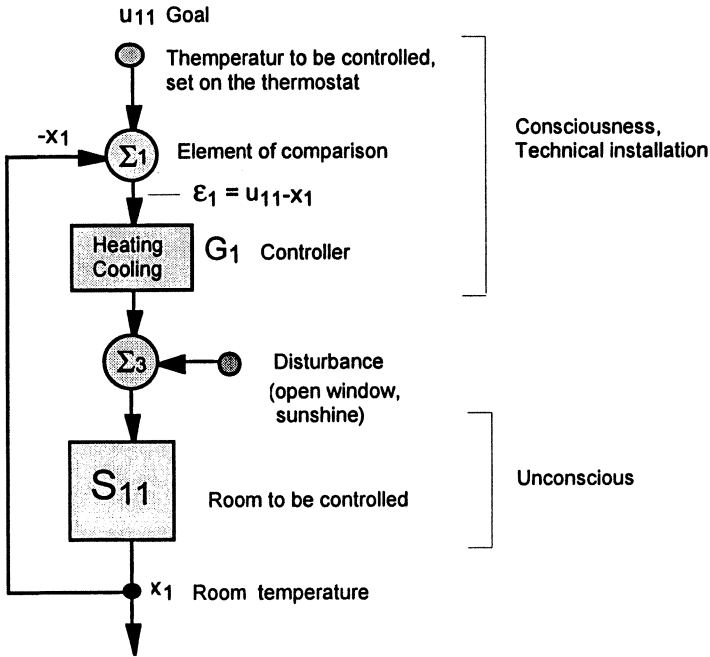 u11 Goal
Themperatur to be controlled,
set on the thermostat
-x1
Σ1
Element of comparison
Consciousness,
Technical installation
ε1 = u11-x1
Heating
Cooling
G1 Controller
Σ3
Disturbance
(open window,
sunshine)
S11
Room to be controlled
Unconscious
x1 Room temperature